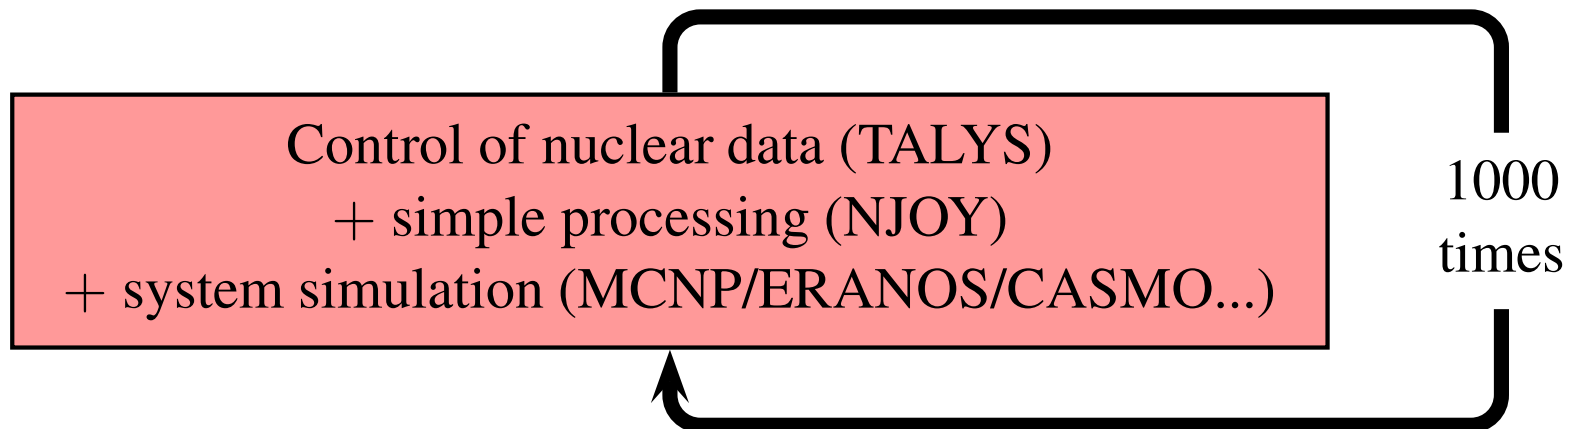 Control of nuclear data (TALYS)
+ simple processing (NJOY)
+ system simulation (MCNP/ERANOS/CASMO...)
1000
times